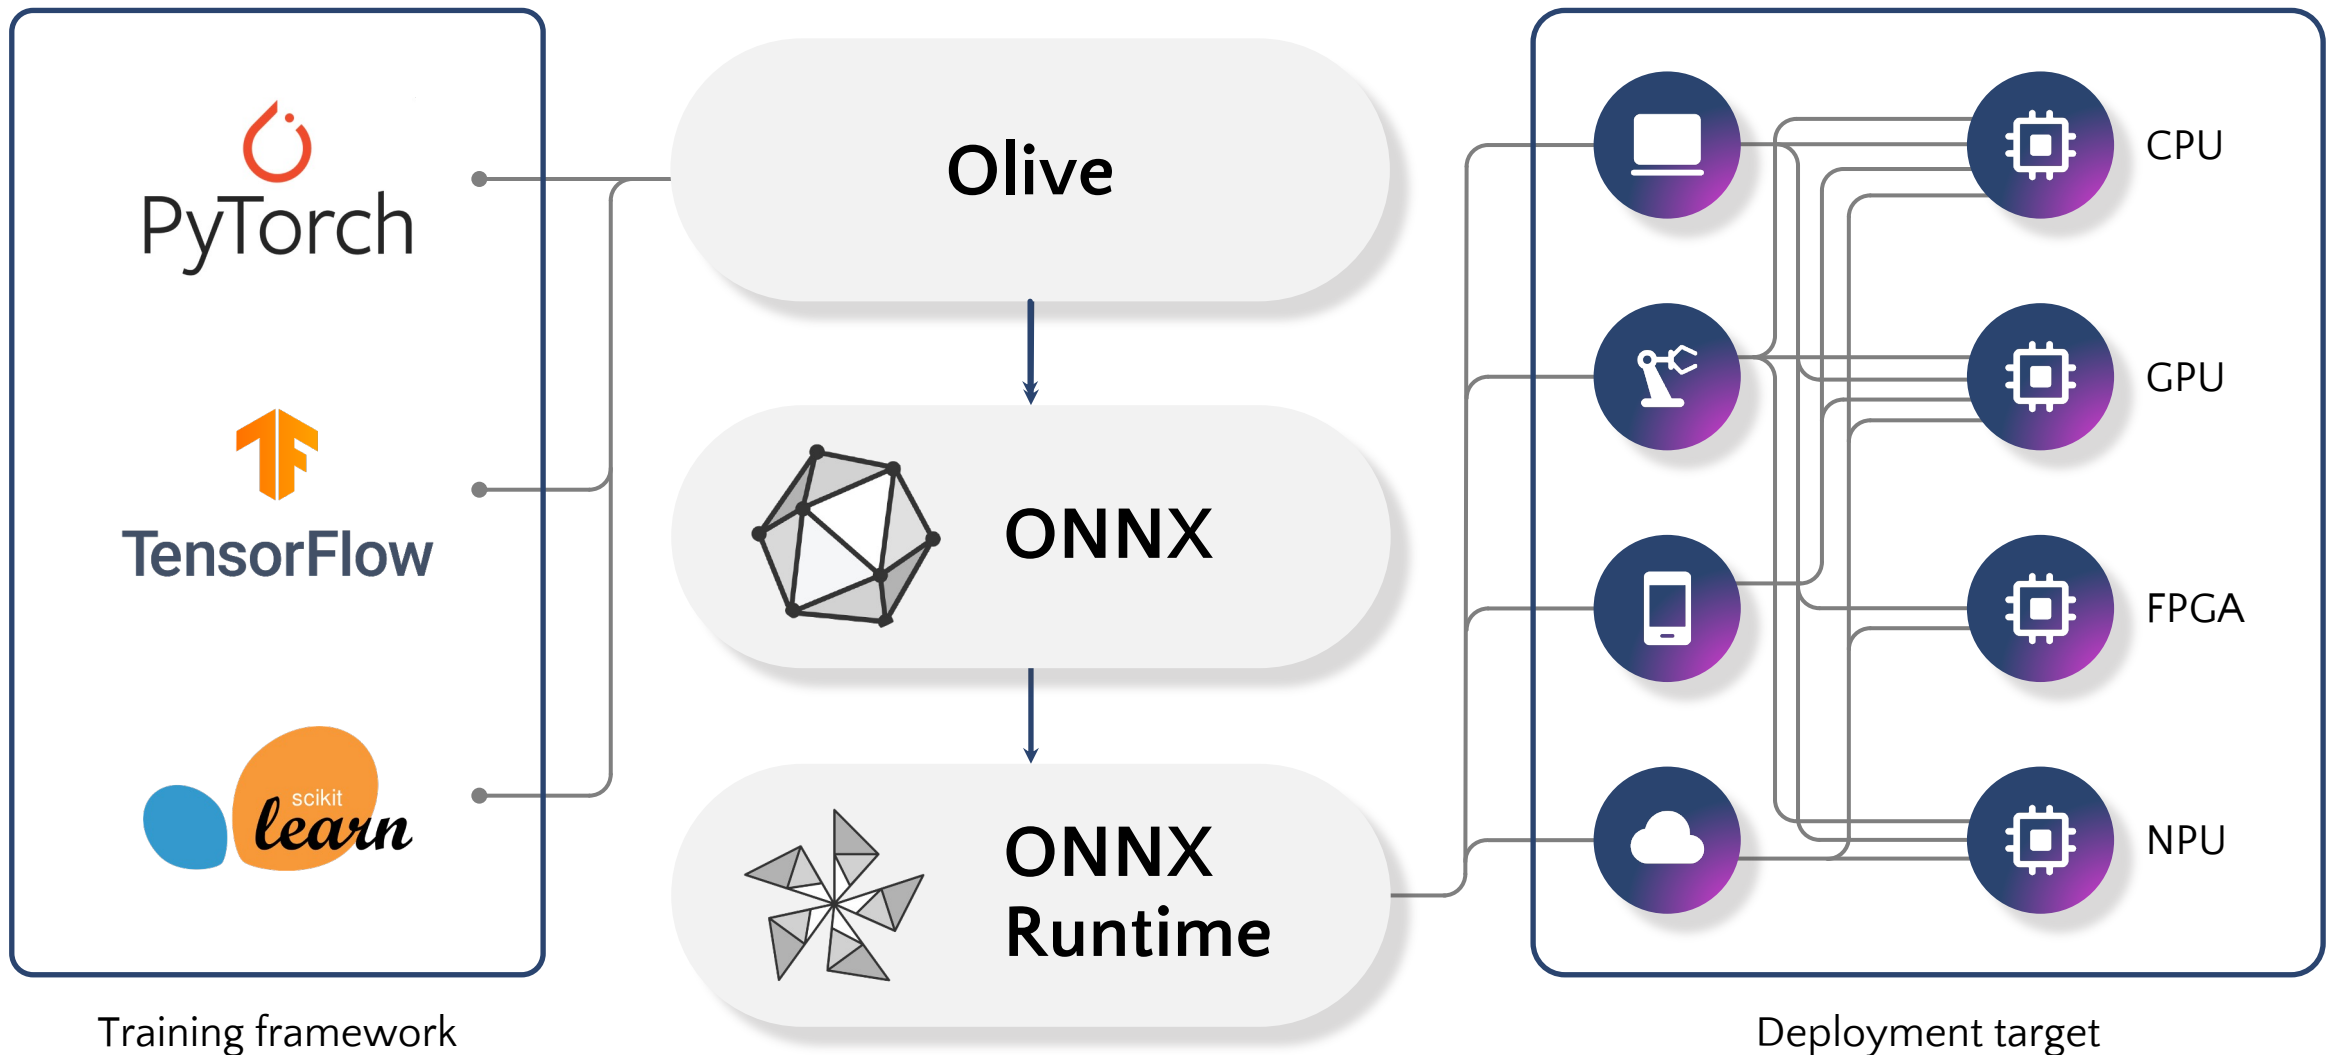 PyTorch
TensorFlow
scikit
learn
Training framework
Olive
ONNX
ONNX
Runtime
CPU
GPU
FPGA
NPU
Deployment target